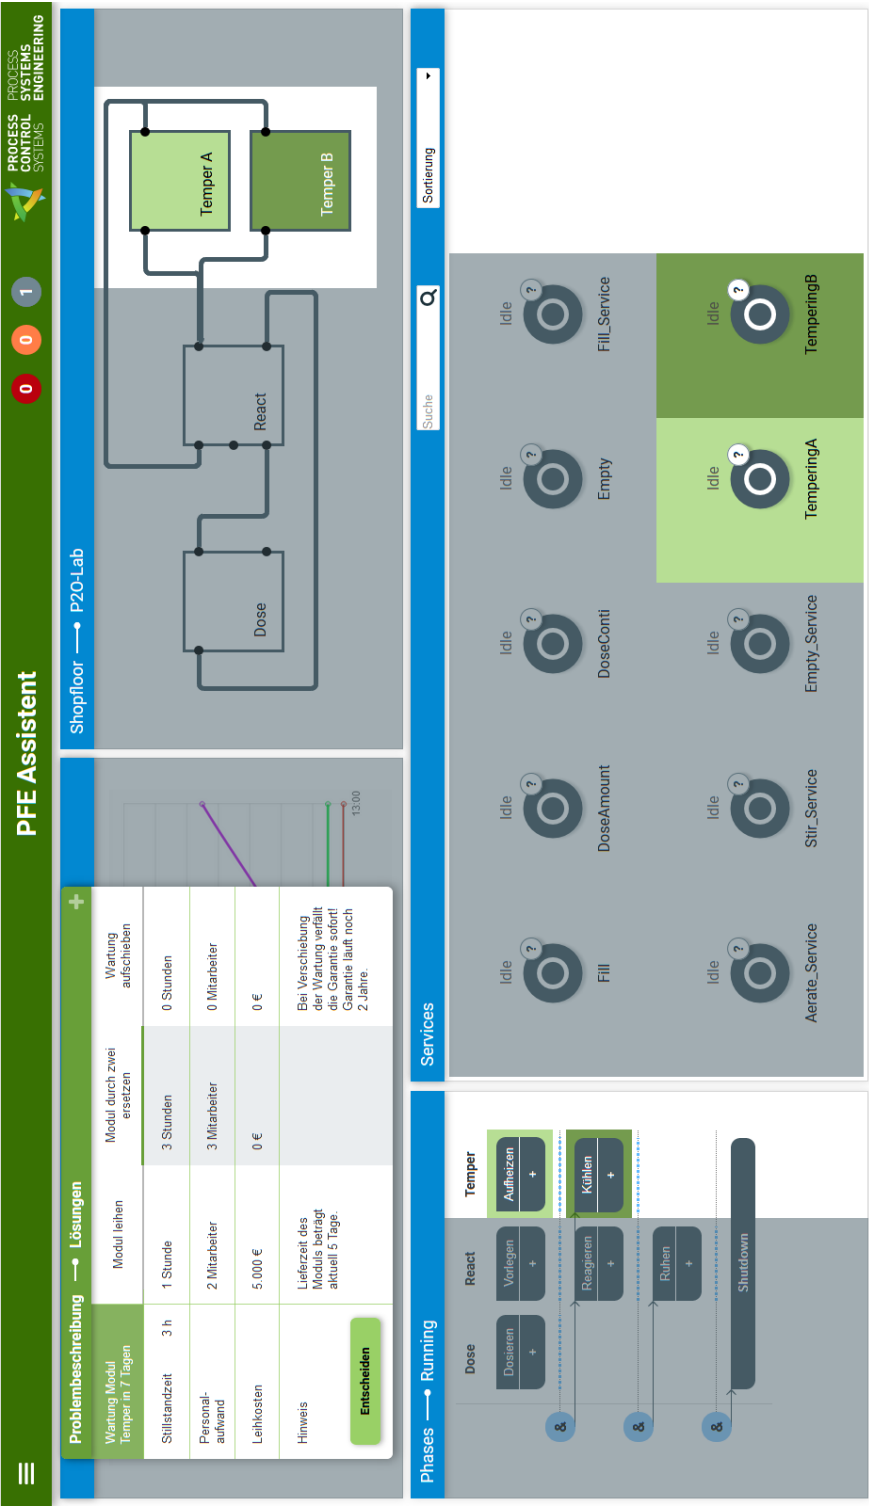 PFE Assistent
0
0
1
PROCESS
CONTROL
SYSTEMS
PROCESS
SYSTEMS
ENGINEERING
Problembeschreibung
Lösungen
+
Wartung Modul
Temper in 7 Tagen
Modul leihen
Modul durch zwei
ersetzen
Wartung
aufschieben
Stillstandzeit 3 h
1 Stunde
3 Stunden
0 Stunden
Personal-
aufwand
2 Mitarbeiter
3 Mitarbeiter
0 Mitarbeiter
Leihkosten
5.000 €
0 €
0 €
Hinweis
Lieferzeit des
Moduls beträgt
aktuell 5 Tage.
Bei Verschiebung
der Wartung verfällt
die Garantie sofort!
Garantie läuft noch
2 Jahre.
Entscheiden
13:00
Shopfloor
P2O-Lab
Dose
React
Temper A
Temper B
Phases
Running
Dose
React
Temper
Dosieren
+
Vorlegen
+
Aufheizen
+
&
Reagieren
+
Kühlen
+
&
Ruhen
+
&
Shutdown
Services
Suche
Sortierung
Idle
?
Fill
Idle
?
DoseAmount
Idle
?
DoseConti
Idle
?
Empty
Idle
?
Fill_Service
Idle
?
Aerate_Service
Idle
?
Stir_Service
Idle
?
Empty_Service
Idle
?
TemperingA
Idle
?
TemperingB